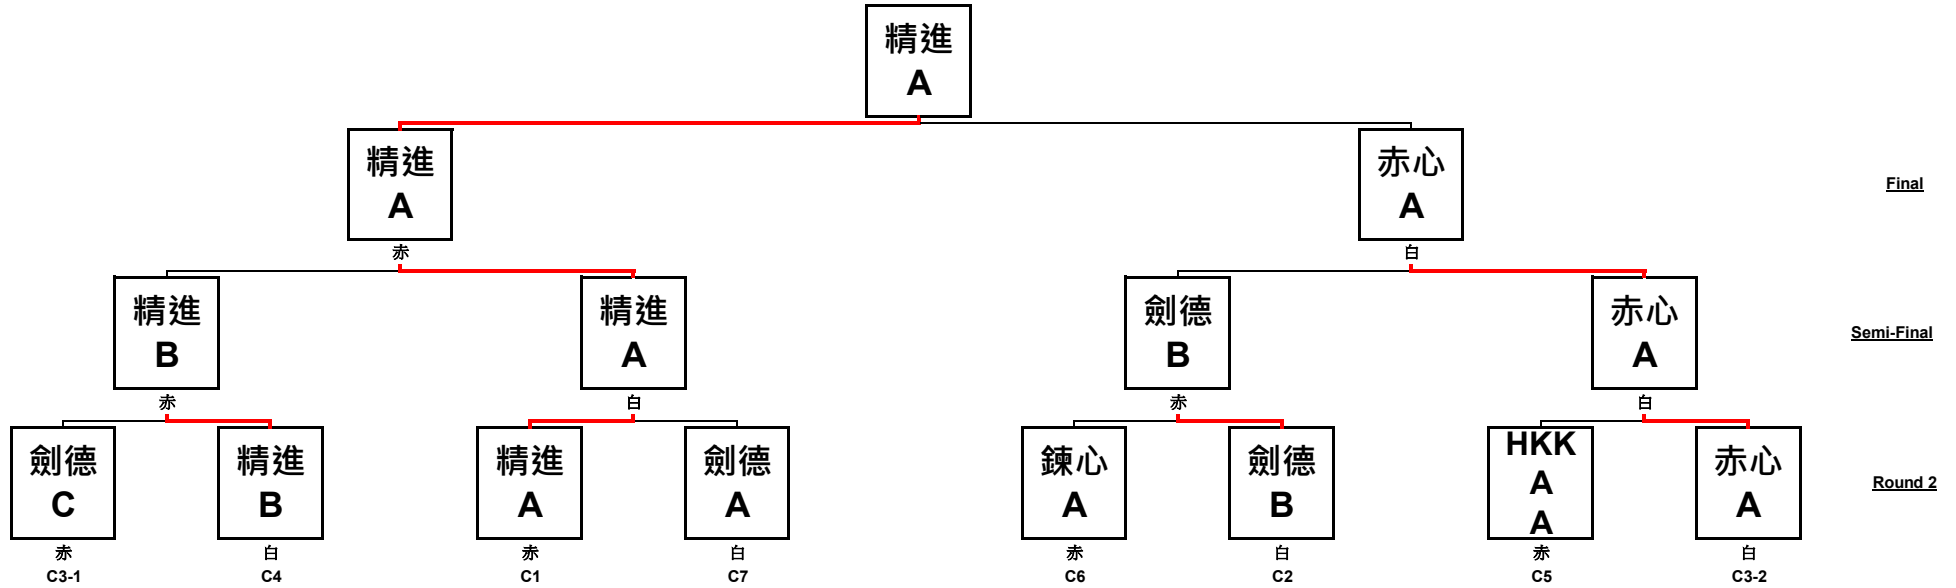 精進
A
精進
A
赤心
A
Final
赤
白
精進
B
精進
A
劍德
B
赤心
A
Semi-Final
赤
白
赤
白
劍德
C
精進
B
精進
A
劍德
A
鍊心
A
劍德
B
HKK
A
A
赤心
A
Round 2
赤
白
赤
白
赤
白
赤
白
C3-1
C4
C1
C7
C6
C2
C5
C3-2